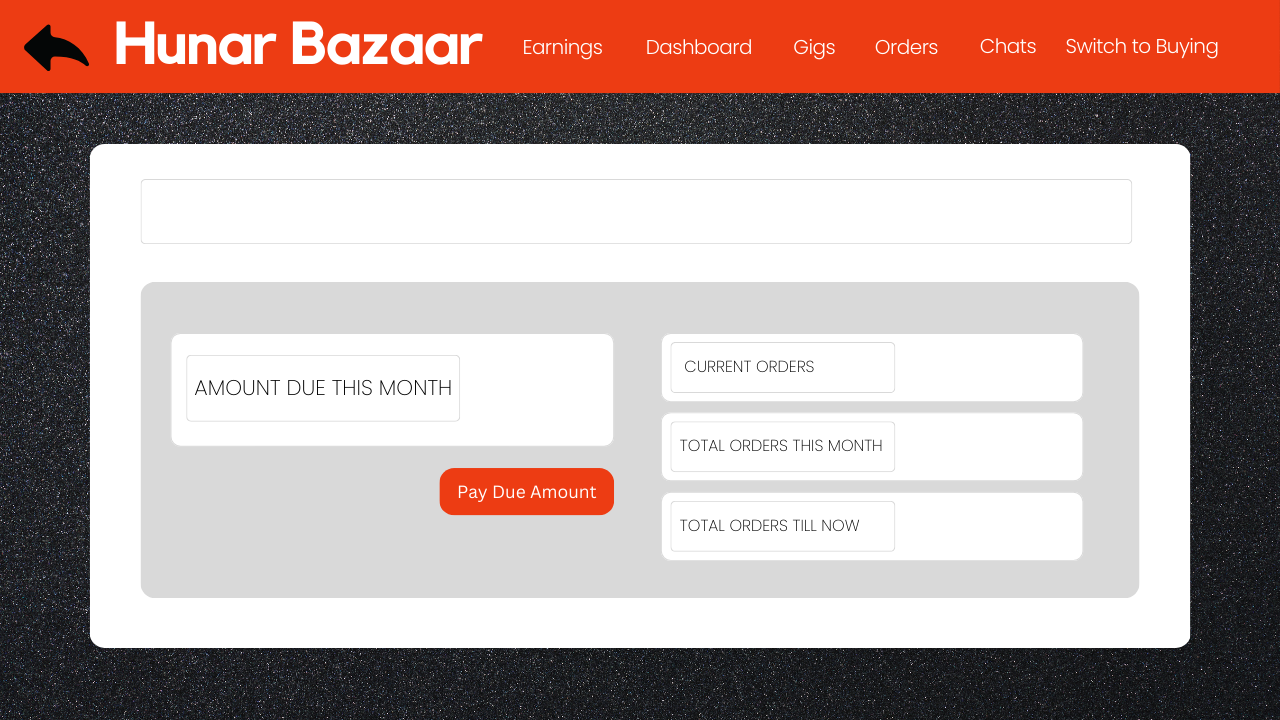 Hunar Bazaar
Earnings
Dashboard
Gigs
Orders
Chats
Switch to Buying
AMOUNT DUE THIS MONTH
Pay Due Amount
CURRENT ORDERS
TOTAL ORDERS THIS MONTH
TOTAL ORDERS TILL NOW